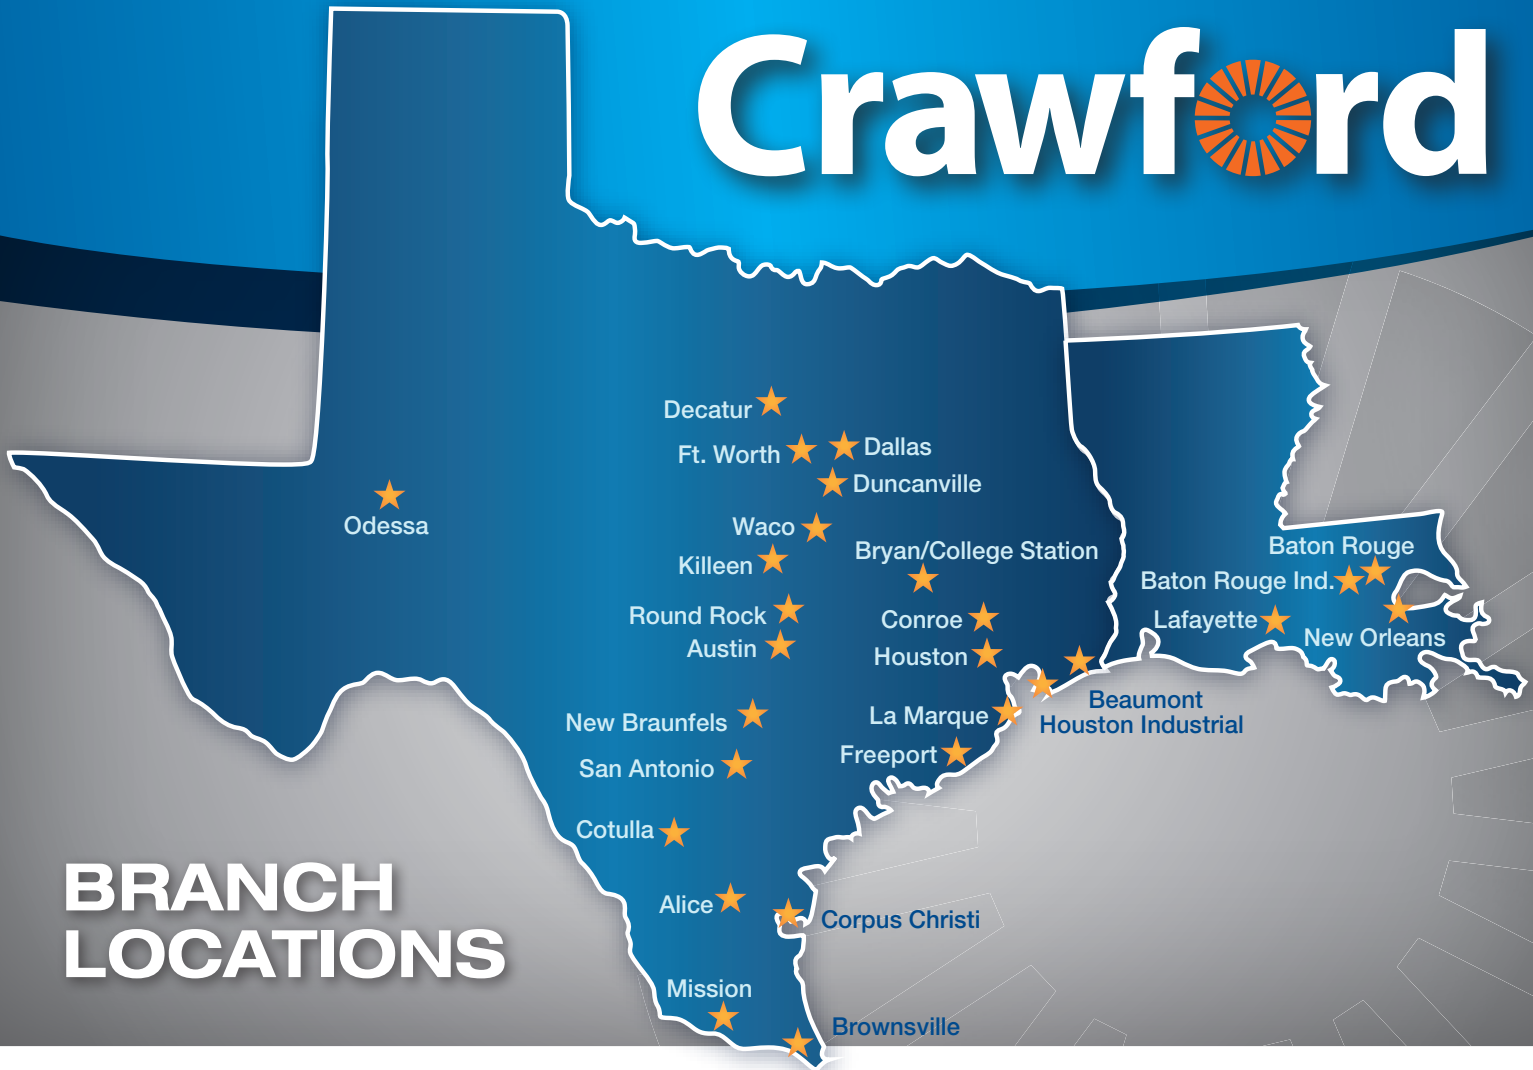 Crawford
Decatur
Ft. Worth
Dallas
Duncanville
Odessa
Waco
Bryan/College Station
Killeen
Baton Rouge
Baton Rouge Ind.
Round Rock
Conroe
Lafayette
New Orleans
Austin
Houston
Beaumont
Houston Industrial
New Braunfels
La Marque
San Antonio
Freeport
Cotulla
BRANCH
LOCATIONS
Alice
Corpus Christi
Mission
Brownsville